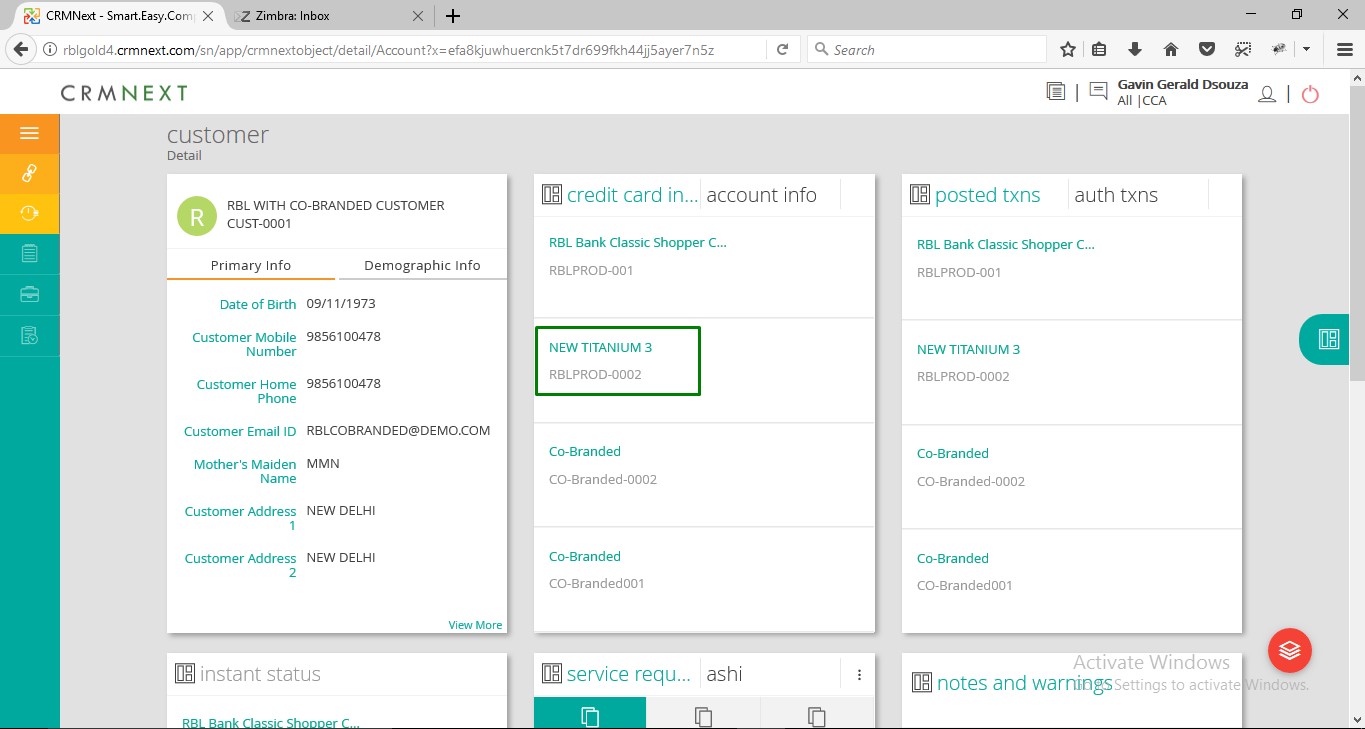 CRMNext - Smart.Easy.Com
Zimbra: Inbox
rblgold4.crmnext.com/sn/app/crmnextobject/detail/Account?x=efa8kjuwhuercnk5t7dr699fkh44jj5ayer7n5z
Search
CRMNEXT
Gavin Gerald Dsouza
All |CCA
customer
Detail
R
RBL WITH CO-BRANDED CUSTOMER
CUST-0001
Primary Info
Demographic Info
Date of Birth 09/11/1973
Customer Mobile 9856100478
Number
Customer Home 9856100478
Phone
Customer Email ID RBLCOBRANDED@DEMO.COM
Mother's Maiden MMN
Name
Customer Address NEW DELHI
1
Customer Address NEW DELHI
2
View More
credit card in... account info
RBL Bank Classic Shopper C...
RBLPROD-001
NEW TITANIUM 3
RBLPROD-0002
Co-Branded
CO-Branded-0002
Co-Branded
CO-Branded001
posted txns auth txns
RBL Bank Classic Shopper C...
RBLPROD-001
NEW TITANIUM 3
RBLPROD-0002
Co-Branded
CO-Branded-0002
Co-Branded
CO-Branded001
instant status
RBL Bank Classic Shopper C...
service requ... ashi
notes and warnings
Activate Windows
Go to Settings to activate Windows.